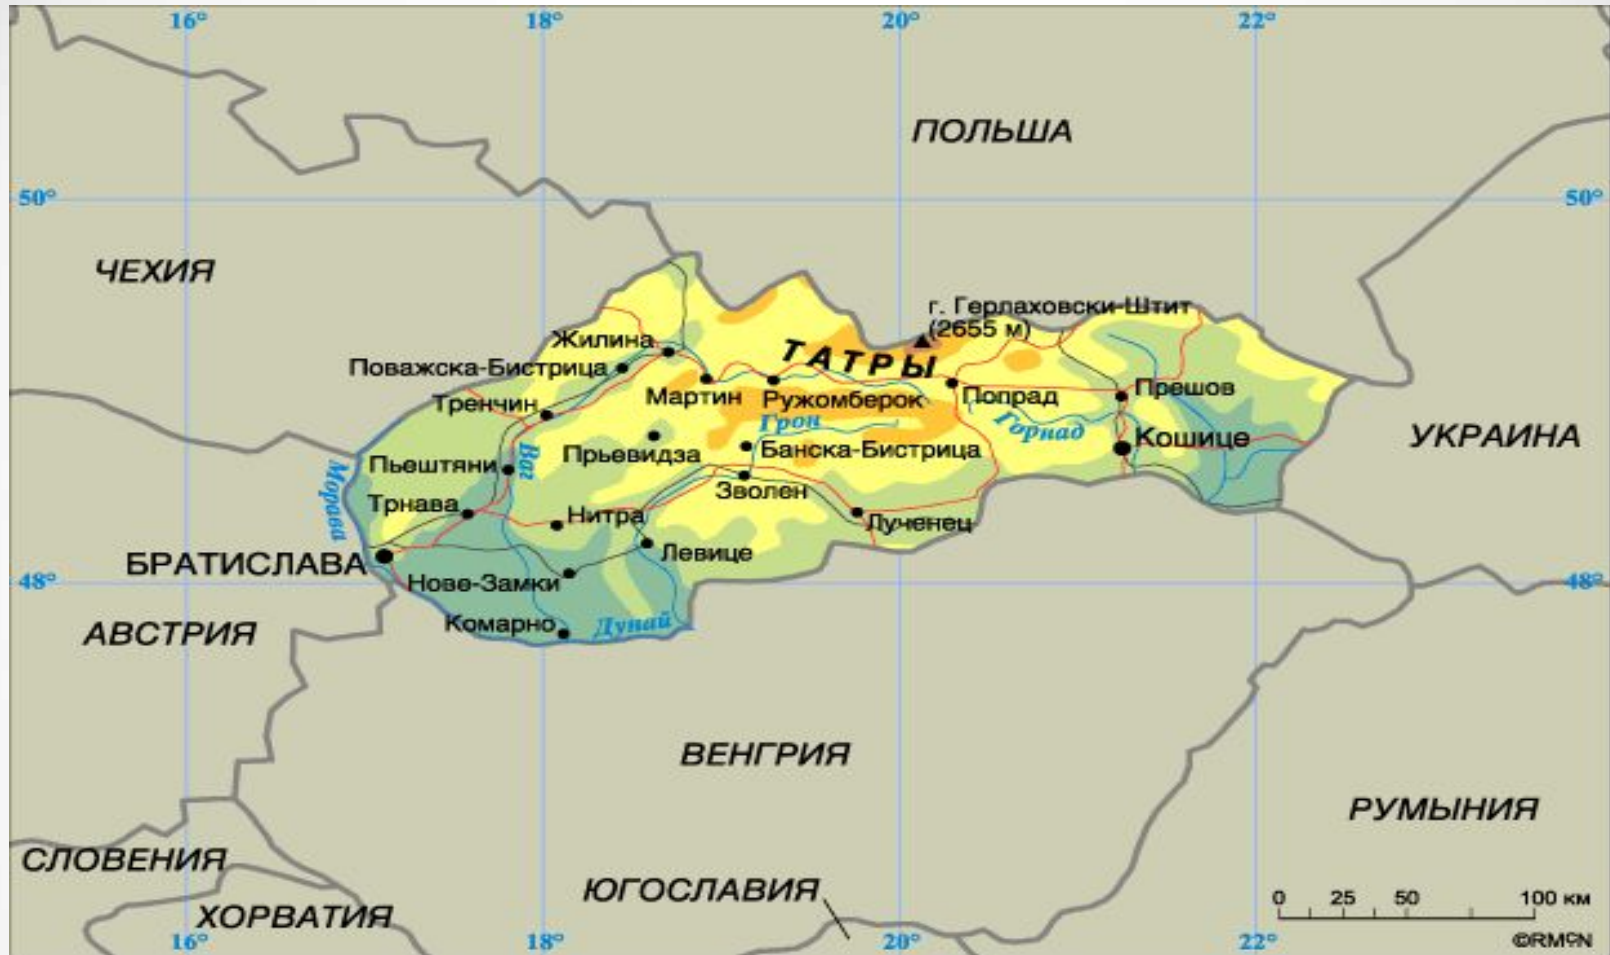 16° 18° 20° 22°
ПОЛЬША
50° 50°
ЧЕХИЯ
г. Герлаховски-Штит
(2655 м)
Жилина
ТАТРЫ
Поважска-Бистрица
Мартин
Ружомберок
Попрад
Прешов
Тренчин
Грон
Горнад
Кошице
УКРАИНА
Прьевидза
Банска-Бистрица
Ваг
Пьештяни
Морава
Зволен
Трнава
Нитра
Лученец
БРАТИСЛАВА
Левице
Нове-Замки
48° 48°
Комарно
Дунай
АВСТРИЯ
ВЕНГРИЯ
РУМЫНИЯ
СЛОВЕНИЯ
ЮГОСЛАВИЯ
ХОРВАТИЯ
0 25 50 100 км
16° 18° 20° 22°
©RMcN